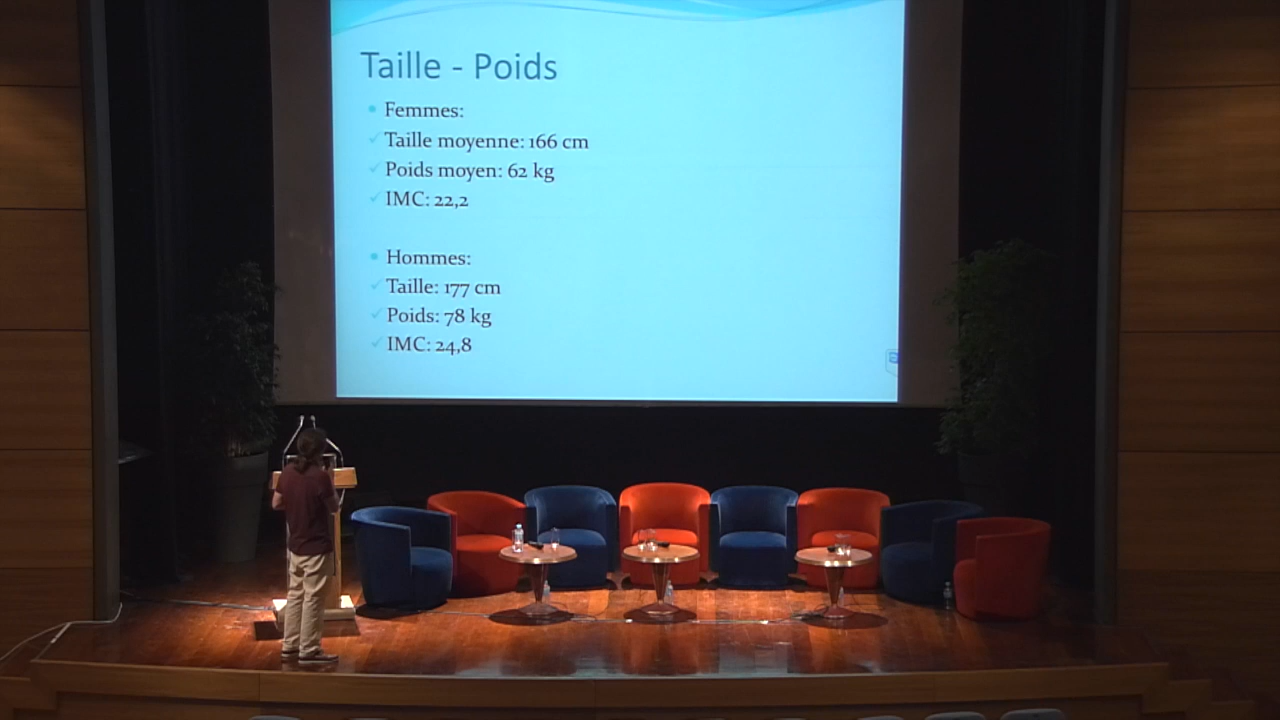 Taille - Poids
Femmes:
Taille moyenne: 166 cm
Poids moyen: 62 kg
IMC: 22,2
Hommes:
Taille: 177 cm
Poids: 78 kg
IMC: 24,8